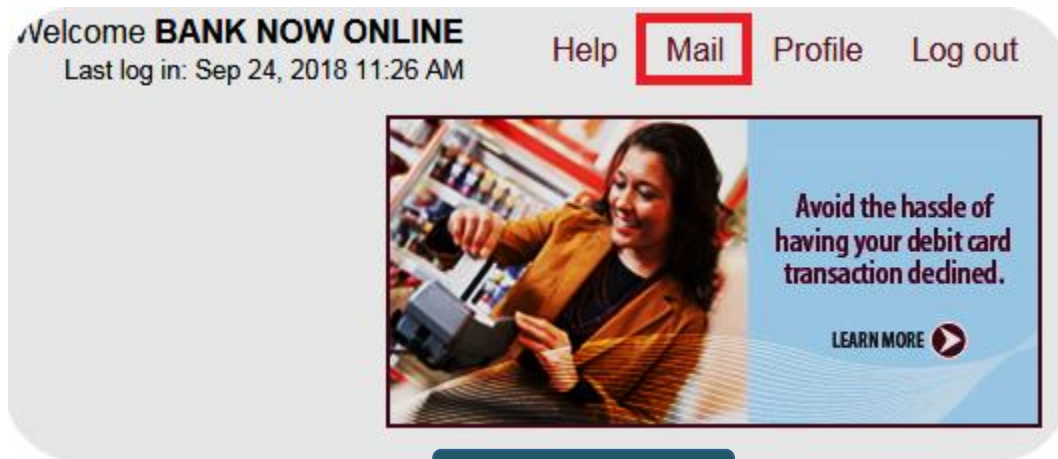 Welcome BANK NOW ONLINE
Last log in: Sep 24, 2018 11:26 AM
Help Mail Profile Log out
Avoid the hassle of
having your debit card
transaction declined.
LEARN MORE